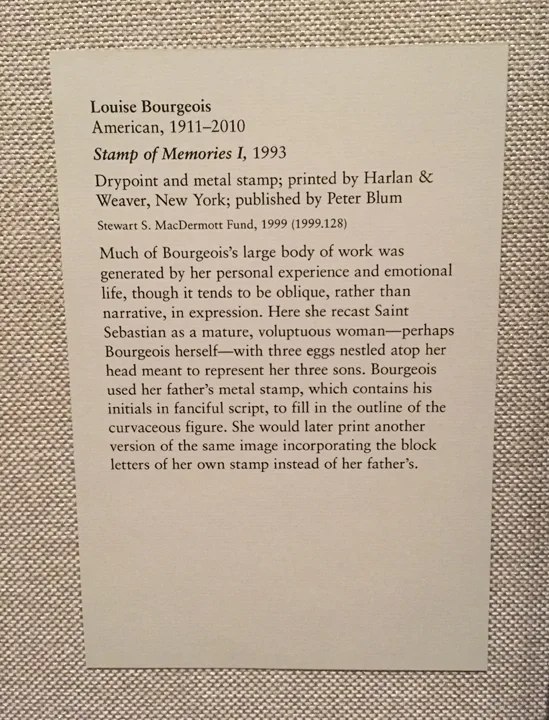 Louise Bourgeois
American, 1911–2010
Stamp of Memories I, 1993
Drypoint and metal stamp; printed by Harlan &
Weaver, New York; published by Peter Blum
Stewart S. MacDermott Fund, 1999 (1999.128)
Much of Bourgeois's large body of work was
generated by her personal experience and emotional
life, though it tends to be oblique, rather than
narrative, in expression. Here she recast Saint
Sebastian as a mature, voluptuous woman—perhaps
Bourgeois herself—with three eggs nestled atop her
head meant to represent her three sons. Bourgeois
used her father's metal stamp, which contains his
initials in fanciful script, to fill in the outline of the
curvaceous figure. She would later print another
version of the same image incorporating the block
letters of her own stamp instead of her father's.